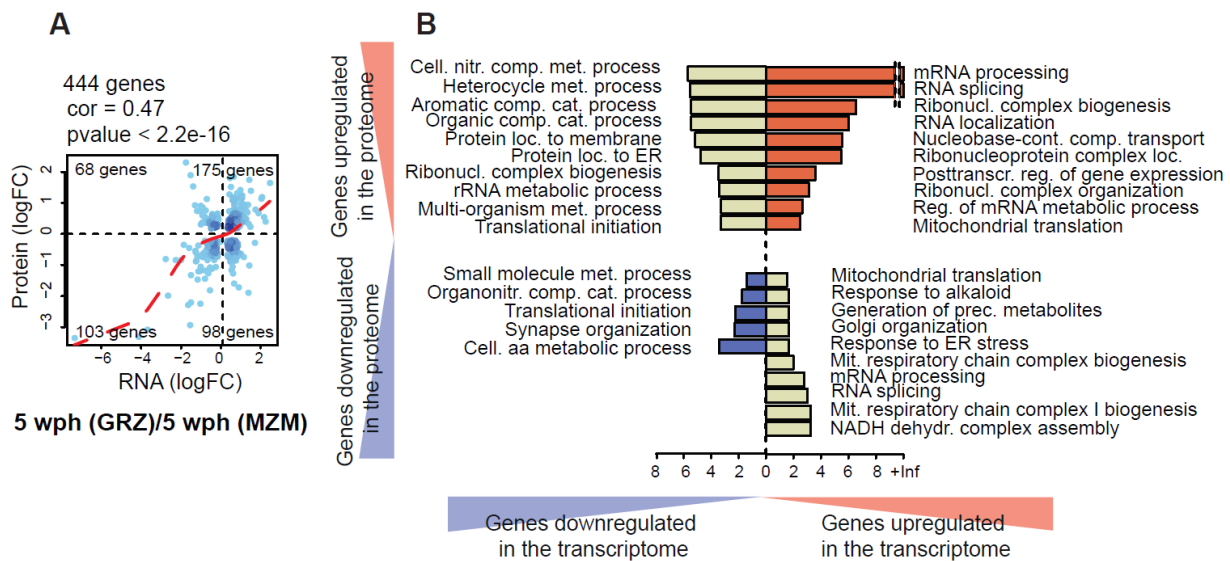 A
444 genes
cor = 0.47
pvalue < 2.2e-16
68 genes
175 genes
103 genes
98 genes
2
1
0
−1
−2
−3
Protein (logFC)
−6
−4
−2
0
2
RNA (logFC)
5 wph (GRZ)/5 wph (MZM)
B
Genes upregulated
in the proteome
Genes downregulated
in the proteome
Cell. nitr. comp. met. process
Heterocycle met. process
Aromatic comp. cat. process
Organic comp. cat. process
Protein loc. to membrane
Protein loc. to ER
Ribonucl. complex biogenesis
rRNA metabolic process
Multi-organism met. process
Translational initiation
mRNA processing
RNA splicing
Ribonucl. complex biogenesis
RNA localization
Nucleobase-cont. comp. transport
Ribonucleoprotein complex loc.
Posttranscr. reg. of gene expression
Ribonucl. complex organization
Reg. of mRNA metabolic process
Mitochondrial translation
Small molecule met. process
Organonitr. comp. cat. process
Translational initiation
Synapse organization
Cell. aa metabolic process
Mitochondrial translation
Response to alkaloid
Generation of prec. metabolites
Golgi organization
Response to ER stress
Mit. respiratory chain complex biogenesis
mRNA processing
RNA splicing
Mit. respiratory chain complex I biogenesis
NADH dehydr. complex assembly
8 6 4 2 0 2 4 6 8 +Inf
Genes downregulated
in the transcriptome
Genes upregulated
in the transcriptome